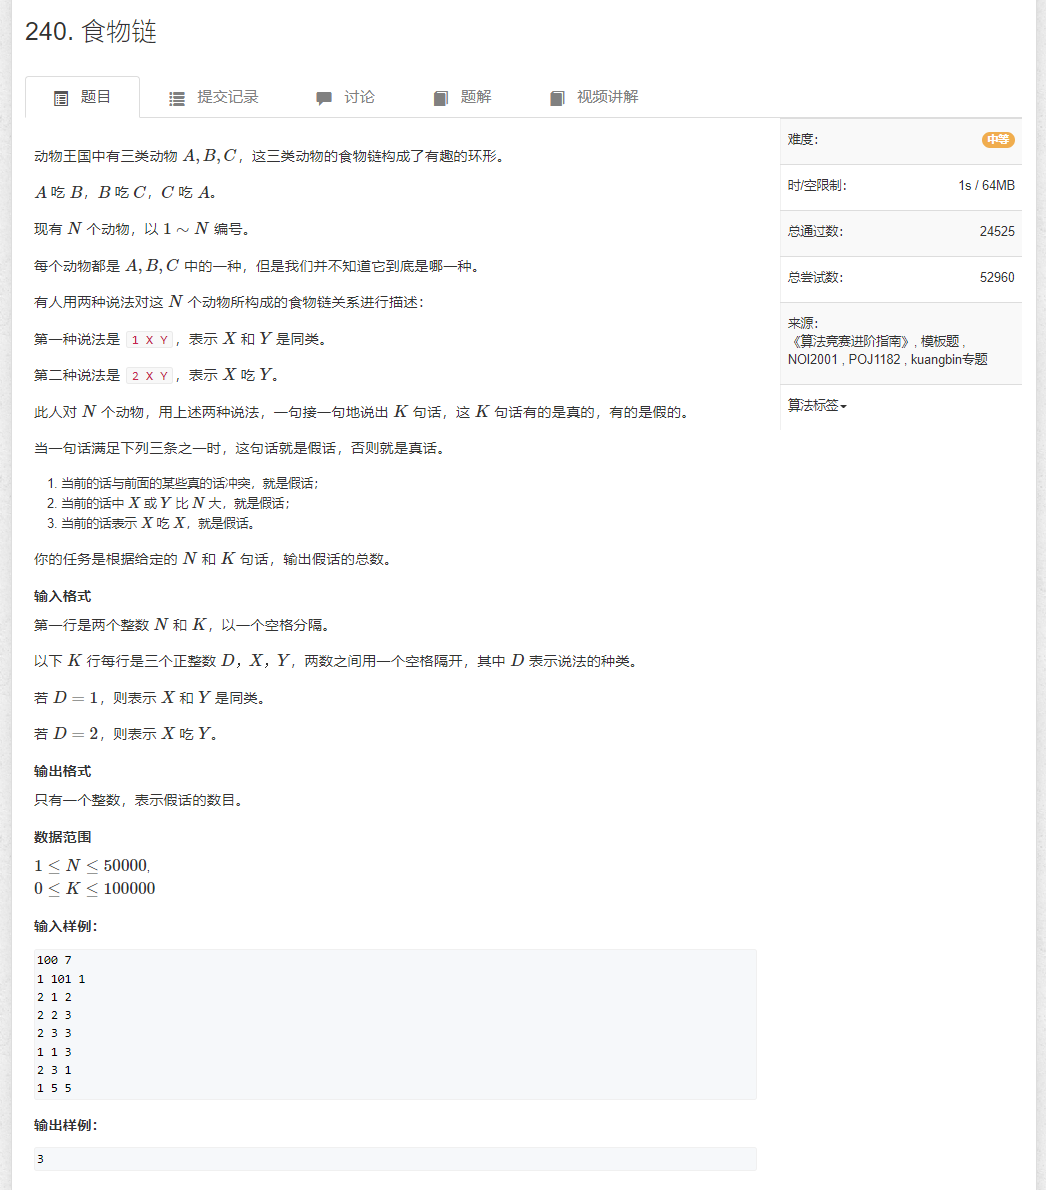 240. 食物链
题目 提交记录 讨论 题解 视频讲解
动物王国中有三类动物 A, B, C，这三类动物的食物链构成了有趣的环形。
A 吃 B，B 吃 C，C 吃 A。
现有 N 个动物，以 1 ∼ N 编号。
每个动物都是 A, B, C 中的一种，但是我们并不知道它到底是哪一种。
有人用两种说法对这 N 个动物所构成的食物链关系进行描述：
第一种说法是 1 X Y，表示 X 和 Y 是同类。
第二种说法是 2 X Y，表示 X 吃 Y。
此人对 N 个动物，用上述两种说法，一句接一句地说出 K 句话，这 K 句话有的是真的，有的是假的。
当一句话满足下列三条之一时，这句话就是假话，否则就是真话。
1. 当前的话与前面的某些真的话冲突，就是假话；
2. 当前的话中 X 或 Y 比 N 大，就是假话；
3. 当前的话表示 X 吃 X，就是假话。
你的任务是根据给定的 N 和 K 句话，输出假话的总数。
输入格式
第一行是两个整数 N 和 K，以一个空格分隔。
以下 K 行每行是三个正整数 D，X，Y，两数之间用一个空格隔开，其中 D 表示说法的种类。
若 D = 1，则表示 X 和 Y 是同类。
若 D = 2，则表示 X 吃 Y。
输出格式
只有一个整数，表示假话的数目。
数据范围
1 ≤ N ≤ 50000,
0 ≤ K ≤ 100000
输入样例：
100 7
1 101 1
2 1 2
2 2 3
2 3 3
1 1 3
2 3 1
1 5 5
输出样例：
3
难度： 中等
时/空限制： 1s / 64MB
总通过数： 24525
总尝试数： 52960
来源：
《算法竞赛进阶指南》, 模板题 ,
NOI2001 , POJ1182 , kuangbin专题
算法标签